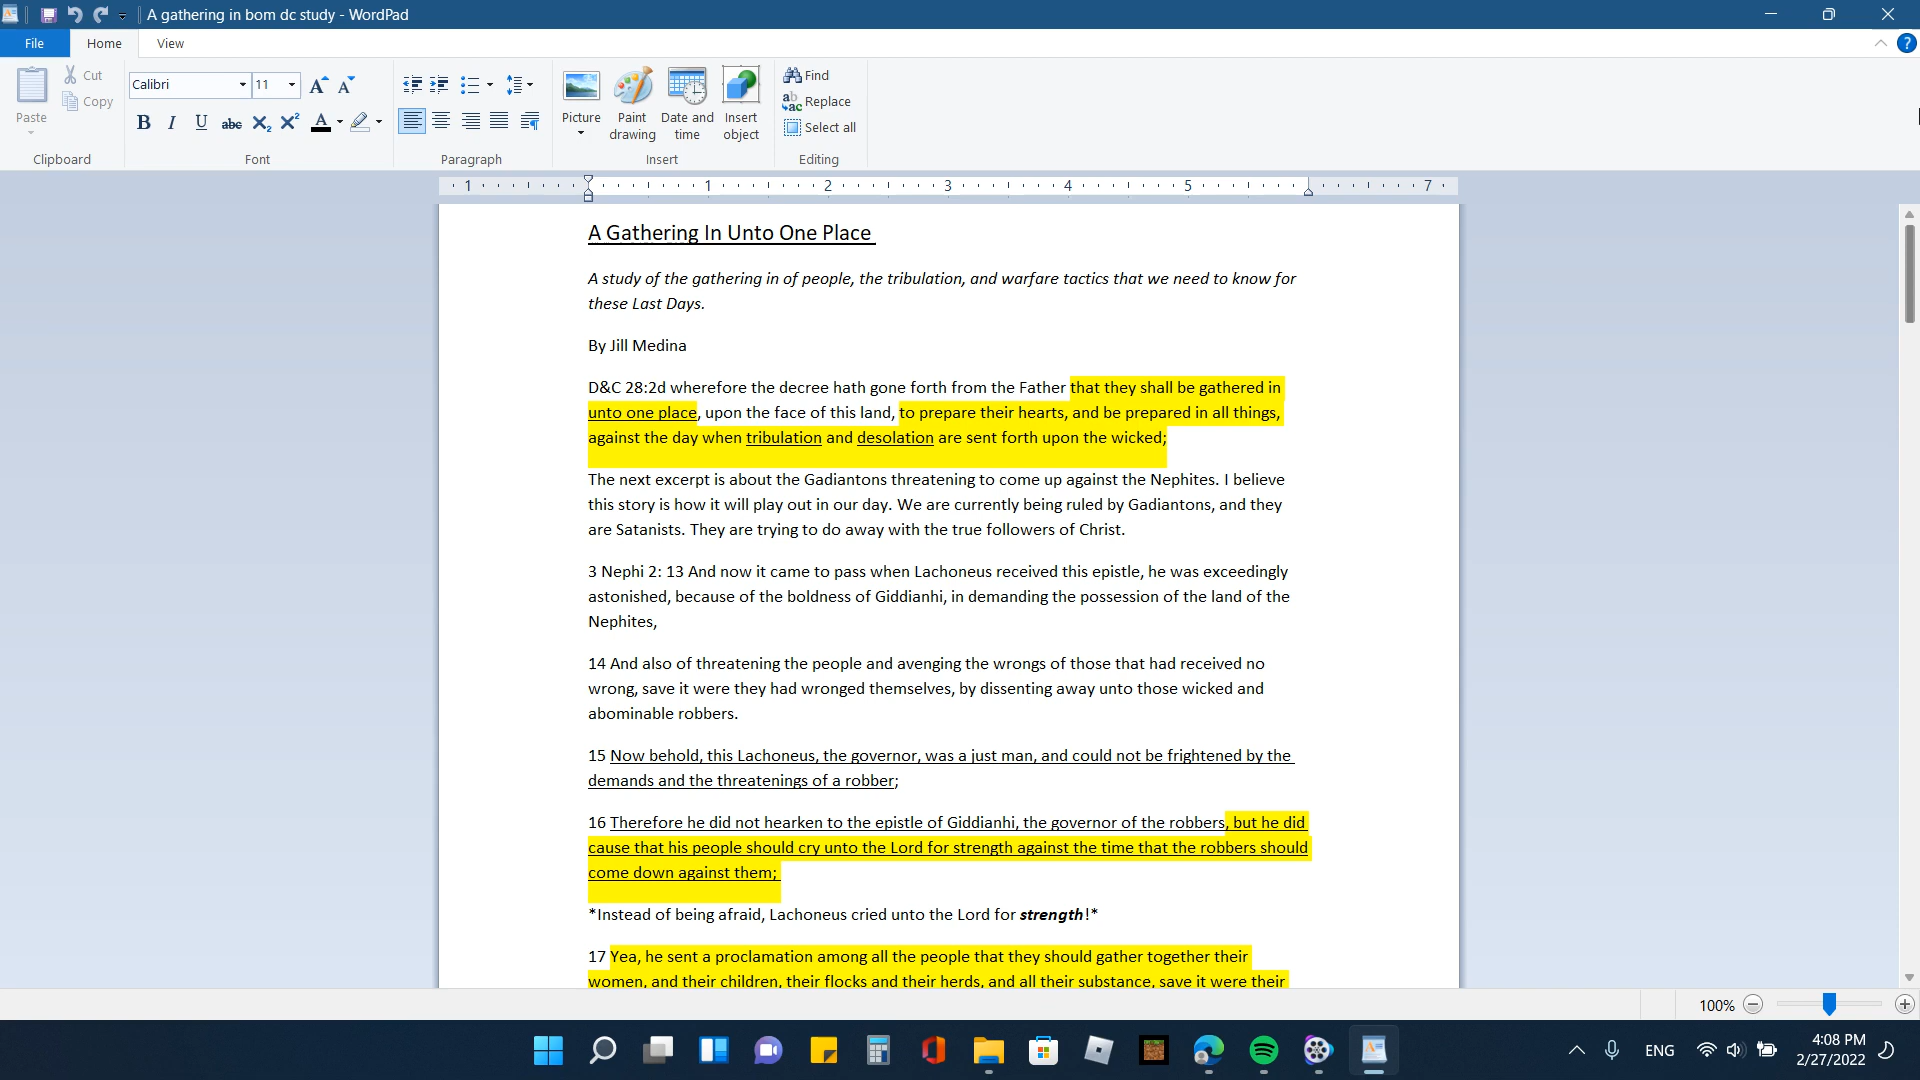 A gathering in bom dc study - WordPad
File Home View
Paste
Cut
Copy
Clipboard
Calibri 11
B I U abc X₂ X² A
Font
Paragraph
Picture
Paint drawing
Date and time
Insert object
Insert
Find
Replace
Select all
Editing
1 1 2 3 4 5 7
A Gathering In Unto One Place
A study of the gathering in of people, the tribulation, and warfare tactics that we need to know for
these Last Days.
By Jill Medina
D&C 28:2d wherefore the decree hath gone forth from the Father that they shall be gathered in
unto one place, upon the face of this land, to prepare their hearts, and be prepared in all things,
against the day when tribulation and desolation are sent forth upon the wicked;
The next excerpt is about the Gadiantons threatening to come up against the Nephites. I believe
this story is how it will play out in our day. We are currently being ruled by Gadiantons, and they
are Satanists. They are trying to do away with the true followers of Christ.
3 Nephi 2: 13 And now it came to pass when Lachoneus received this epistle, he was exceedingly
astonished, because of the boldness of Giddianhi, in demanding the possession of the land of the
Nephites,
14 And also of threatening the people and avenging the wrongs of those that had received no
wrong, save it were they had wronged themselves, by dissenting away unto those wicked and
abominable robbers.
15 Now behold, this Lachoneus, the governor, was a just man, and could not be frightened by the
demands and the threatenings of a robber;
16 Therefore he did not hearken to the epistle of Giddianhi, the governor of the robbers, but he did
cause that his people should cry unto the Lord for strength against the time that the robbers should
come down against them;
*Instead of being afraid, Lachoneus cried unto the Lord for strength!*
17 Yea, he sent a proclamation among all the people that they should gather together their
women, and their children, their flocks and their herds, and all their substance, save it were their
100%
ENG
4:08 PM
2/27/2022